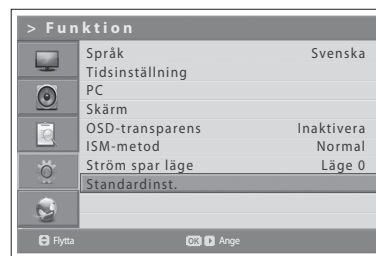 > Funktion
Språk Svenska
Tidsinställning
PC
Skärm
OSD-transparens Inaktivera
ISM-metod Normal
Ström spar läge Läge 0
Standardinst.
Flytta OK Ange